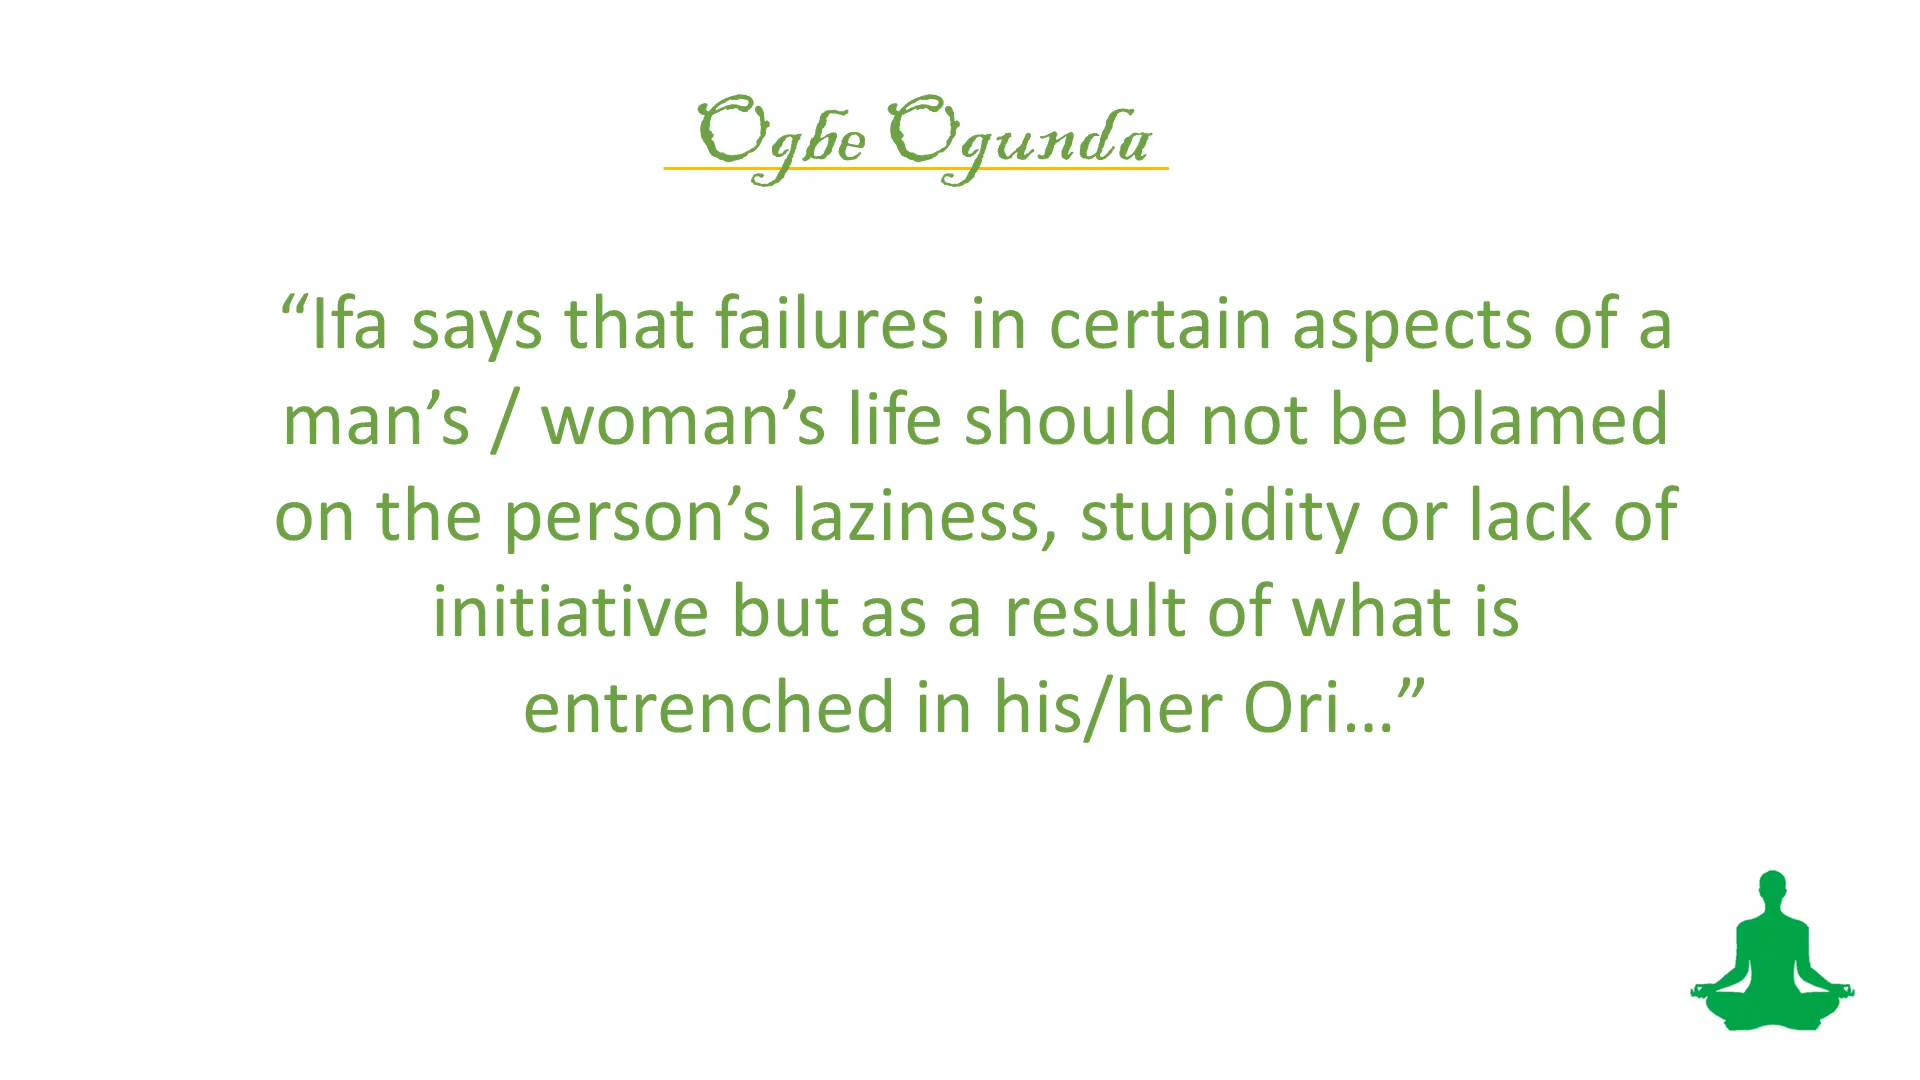 Ogbe Ogunda
“Ifa says that failures in certain aspects of a
man’s / woman’s life should not be blamed
on the person’s laziness, stupidity or lack of
initiative but as a result of what is
entrenched in his/her Ori…”